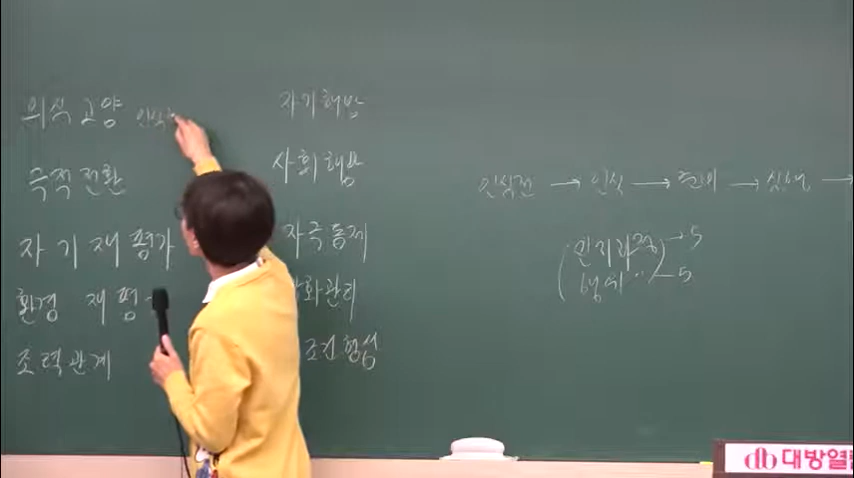 의식 고양 인식
극적 전환
자기 재 평가
환경 재 평
조력관계
자기해방
사회해방
자극통제
화관리
조건형성
인식전 → 인식 → 준비 → 실행 →
(인지과정 → 5
행위 〃) - 5
대방열